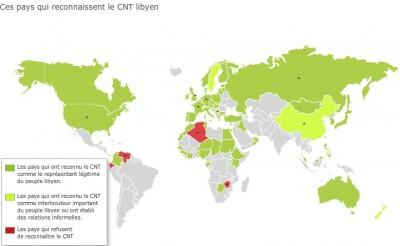 Ces pays qui reconnaissent le CNT libyen
Les pays qui ont reconnu le CNT
comme le représentant légitime
du peuple libyen.
Les pays qui ont reconnu le CNT
comme interlocuteur important
du peuple libyen ou ont établi
des relations informelles.
Les pays qui refusent
de reconnaître le CNT